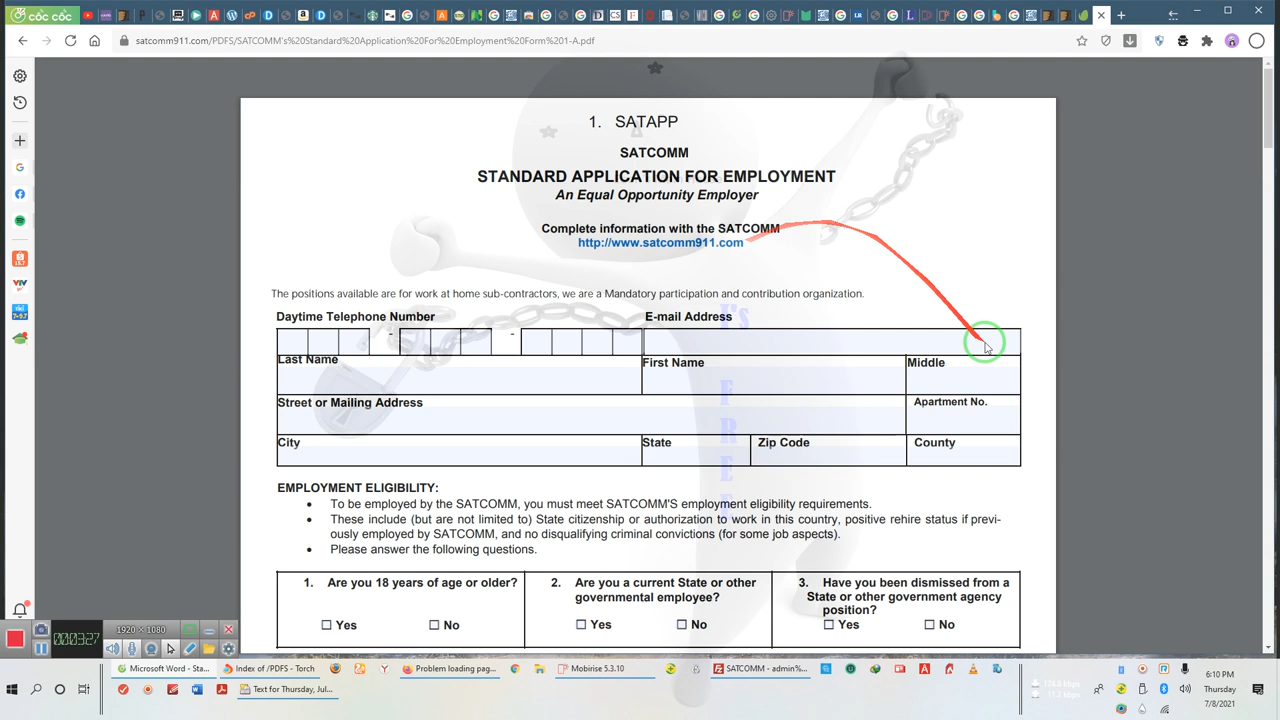 CỐC CỐC
satcomm911.com/PDFS/SATCOMM's%20Standard%20Application%20For%20Employment%20Form%201-A.pdf
1. SATAPP
SATCOMM
STANDARD APPLICATION FOR EMPLOYMENT
An Equal Opportunity Employer
Complete information with the SATCOMM
http://www.satcomm911.com
The positions available are for work at home sub-contractors, we are a Mandatory participation and contribution organization.
Daytime Telephone Number E-mail Address
- -
Last Name First Name Middle
Street or Mailing Address Apartment No.
City State Zip Code County
I's
F
R
E
E
EMPLOYMENT ELIGIBILITY:
• To be employed by the SATCOMM, you must meet SATCOMM'S employment eligibility requirements.
• These include (but are not limited to) State citizenship or authorization to work in this country, positive rehire status if previ-
ously employed by SATCOMM, and no disqualifying criminal convictions (for some job aspects).
• Please answer the following questions.
1. Are you 18 years of age or older?
☐ Yes ☐ No
2. Are you a current State or other
governmental employee?
☐ Yes ☐ No
3. Have you been dismissed from a
State or other government agency
position?
☐ Yes ☐ No
00:03:27
1920 × 1080
Microsoft Word - Sta... Index of /PDFS - Torch Problem loading pag... Mobirise 5.3.10 SATCOMM - admin%...
Text for Thursday, Jul...
6:10 PM
Thursday
7/8/2021